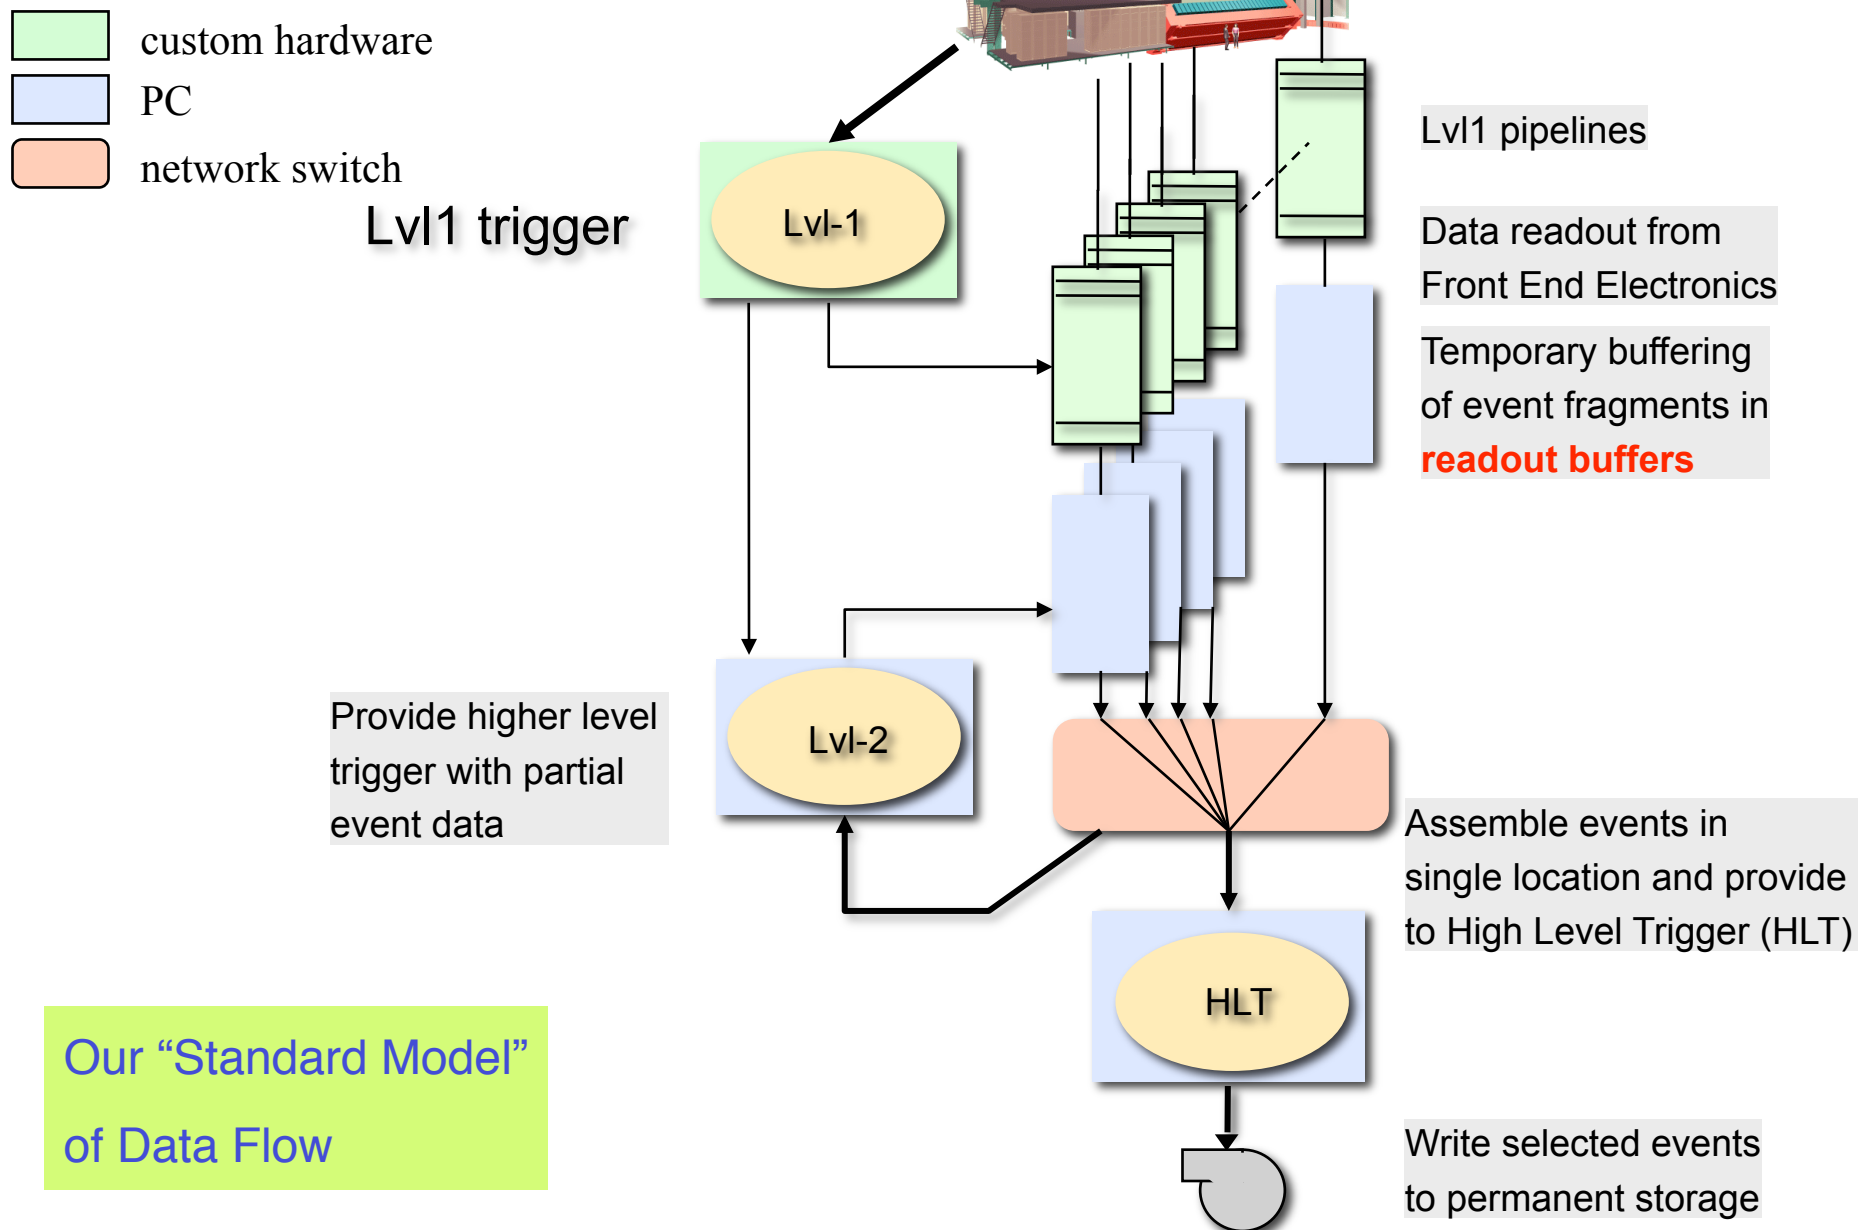 custom hardware
PC
network switch
Lvl1 trigger
Lvl-1
Lvl1 pipelines
Data readout from
Front End Electronics
Temporary buffering
of event fragments in
readout buffers
Provide higher level
trigger with partial
event data
Lvl-2
Assemble events in
single location and provide
to High Level Trigger (HLT)
HLT
Our “Standard Model”
of Data Flow
Write selected events
to permanent storage